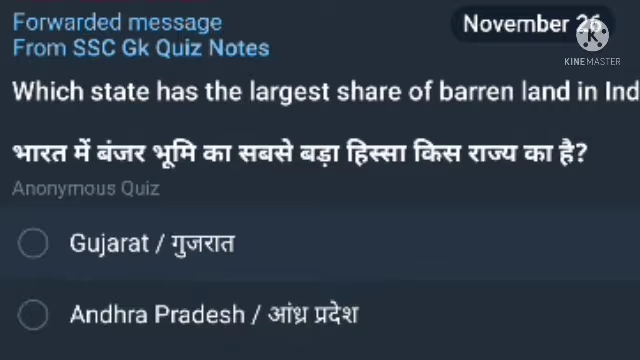 Forwarded message
November 26
From SSC Gk Quiz Notes
KINEMASTER
Which state has the largest share of barren land in Ind
भारत में बंजर भूमि का सबसे बड़ा हिस्सा किस राज्य का है?
Anonymous Quiz
Gujarat / गुजरात
Andhra Pradesh / आंध्र प्रदेश